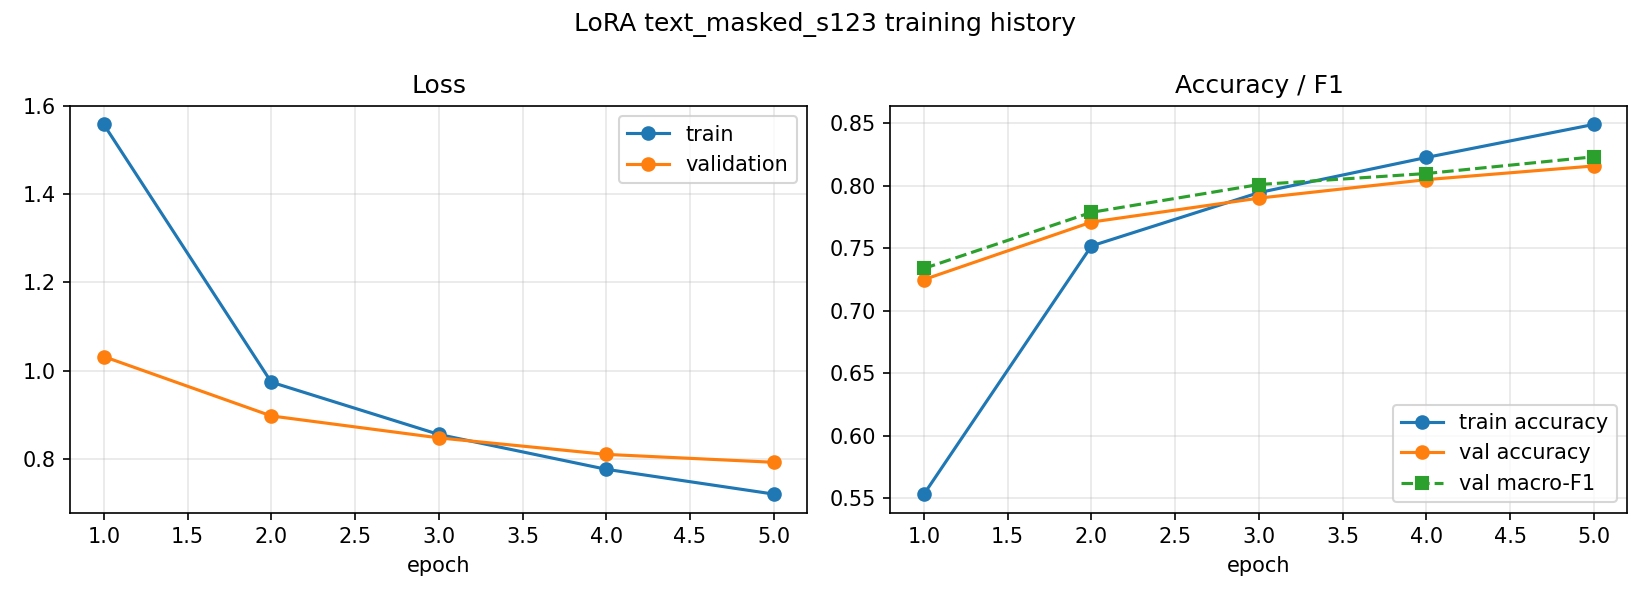 LoRA text_masked_s123 training history
Loss
1.6
1.4
1.2
1.0
0.8
train
validation
1.0 1.5 2.0 2.5 3.0 3.5 4.0 4.5 5.0
epoch
Accuracy / F1
0.85
0.80
0.75
0.70
0.65
0.60
0.55
train accuracy
val accuracy
val macro-F1
1.0 1.5 2.0 2.5 3.0 3.5 4.0 4.5 5.0
epoch